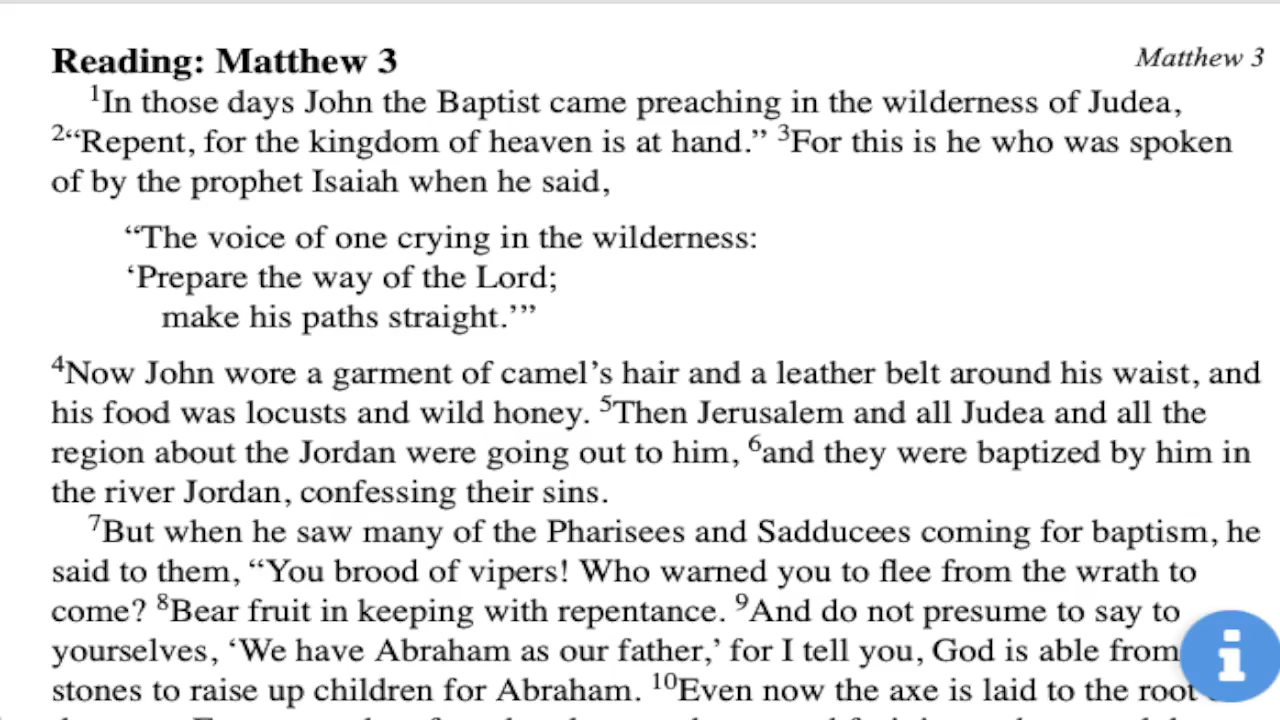 Reading: Matthew 3
Matthew 3
1In those days John the Baptist came preaching in the wilderness of Judea,
2“Repent, for the kingdom of heaven is at hand.” 3For this is he who was spoken
of by the prophet Isaiah when he said,
“The voice of one crying in the wilderness:
‘Prepare the way of the Lord;
make his paths straight.’”
4Now John wore a garment of camel’s hair and a leather belt around his waist, and
his food was locusts and wild honey. 5Then Jerusalem and all Judea and all the
region about the Jordan were going out to him, 6and they were baptized by him in
the river Jordan, confessing their sins.
7But when he saw many of the Pharisees and Sadducees coming for baptism, he
said to them, “You brood of vipers! Who warned you to flee from the wrath to
come? 8Bear fruit in keeping with repentance. 9And do not presume to say to
yourselves, ‘We have Abraham as our father,’ for I tell you, God is able from
stones to raise up children for Abraham. 10Even now the axe is laid to the root